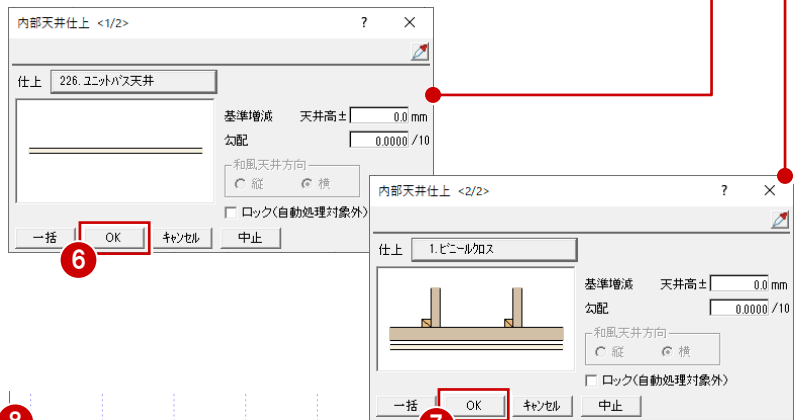 内部天井仕上 <1/2>
? ×
仕上 226. ユニットバス天井
基準増減 天井高± 0.0 mm
勾配 0.0000 /10
和風天井方向
縦 横
ロック(自動処理対象外)
一括 OK キャンセル 中止
6
内部天井仕上 <2/2>
? ×
仕上 1. ビニールクロス
基準増減 天井高± 0.0 mm
勾配 0.0000 /10
和風天井方向
縦 横
ロック(自動処理対象外)
一括 OK キャンセル 中止
7
8